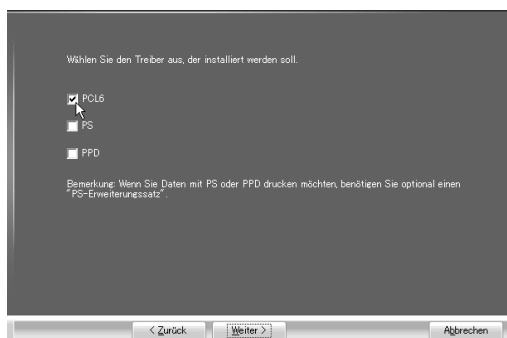 Wählen Sie den Treiber aus, der installiert werden soll.
PCL6
PS
PPD
Bemerkung: Wenn Sie Daten mit PS oder PPD drucken möchten, benötigen Sie optional einen
"PS-Erweiterungssatz".
< Zurück
Weiter >
Abbrechen